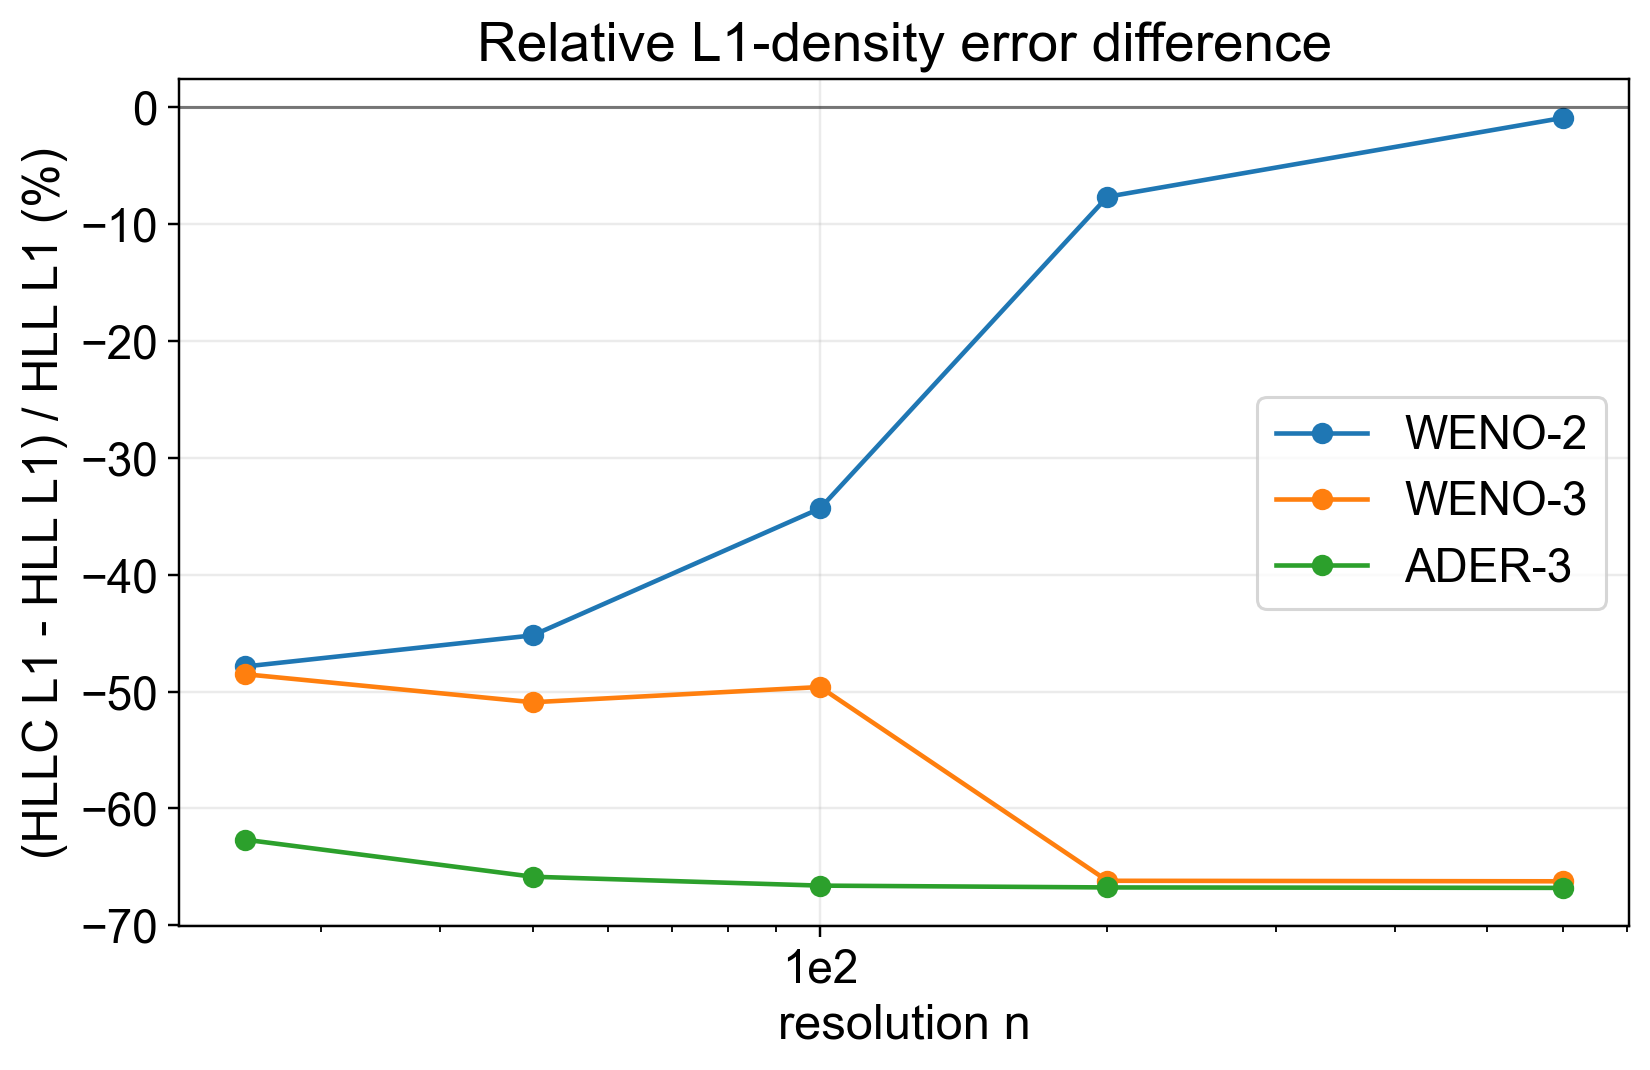 Relative L1-density error difference
(HLLC L1 - HLL L1) / HLL L1 (%)
0
−10
−20
−30
−40
−50
−60
−70
WENO-2
WENO-3
ADER-3
1e2
resolution n